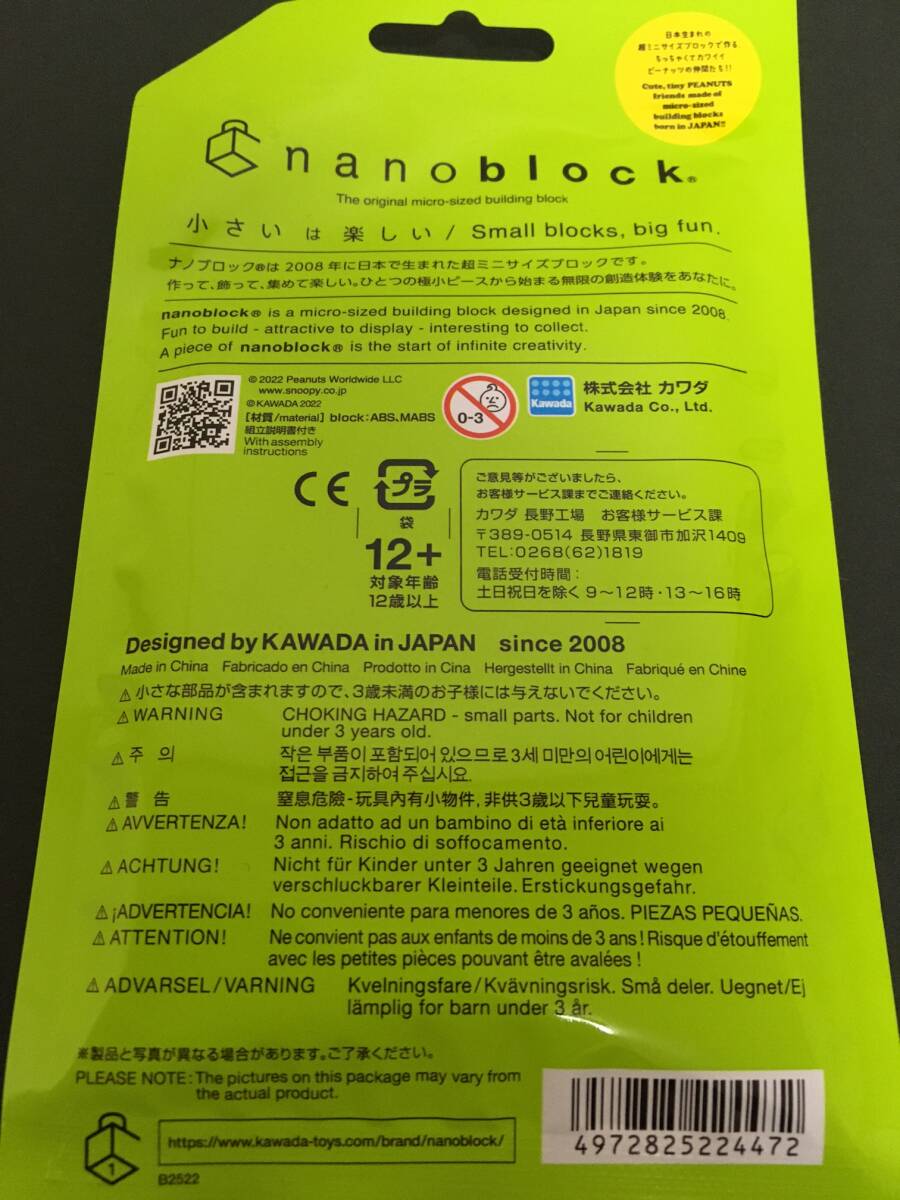 日本生まれの
超ミニサイズブロックで作る
ちっちゃくてカワイイ
ピーナッツの仲間たち!!
Cute, tiny PEANUTS
friends made of
micro-sized
building blocks
born in JAPAN!!
nanoblock®
The original micro-sized building block
小さいは楽しい / Small blocks, big fun.
ナノブロック®は2008年に日本で生まれた超ミニサイズブロックです。
作って、飾って、集めて楽しい。ひとつの極小ピースから始まる無限の創造体験をあなたに。
nanoblock® is a micro-sized building block designed in Japan since 2008.
Fun to build - attractive to display - interesting to collect.
A piece of nanoblock® is the start of infinite creativity.
© 2022 Peanuts Worldwide LLC
www.snoopy.co.jp
©KAWADA 2022
[材質/material] block:ABS,MABS
組立説明書付き
With assembly
instructions
0-3
Kawada
株式会社 カワダ
Kawada Co., Ltd.
CE
プラ
袋
12+
対象年齢
12歳以上
ご意見等がございましたら、
お客様サービス課までご連絡ください。
カワダ 長野工場 お客様サービス課
〒389-0514 長野県東御市加沢1409
TEL:0268(62)1819
電話受付時間:
土日祝日を除く 9～12時・13～16時
Designed by KAWADA in JAPAN since 2008
Made in China Fabricado en China Prodotto in Cina Hergestellt in China Fabriqué en Chine
⚠小さな部品が含まれますので、3歳未満のお子様には与えないでください。
⚠WARNING CHOKING HAZARD - small parts. Not for children
under 3 years old.
⚠주 의 작은 부품이 포함되어 있으므로 3세 미만의 어린이에게는
접근을 금지하여 주십시요.
⚠警 告 窒息危險-玩具內有小物件,非供3歲以下兒童玩耍。
⚠AVVERTENZA! Non adatto ad un bambino di età inferiore ai
3 anni. Rischio di soffocamento.
⚠ACHTUNG! Nicht für Kinder unter 3 Jahren geeignet wegen
verschluckbarer Kleinteile. Erstickungsgefahr.
⚠¡ADVERTENCIA! No conveniente para menores de 3 años. PIEZAS PEQUEÑAS.
⚠ATTENTION! Ne convient pas aux enfants de moins de 3 ans! Risque d'étouffement
avec les petites pièces pouvant être avalées !
⚠ADVARSEL/VARNING Kvelningsfare/Kvävningsrisk. Små deler. Uegnet/Ej
lämplig for barn under 3 år.
※製品と写真が異なる場合があります。ご了承ください。
PLEASE NOTE:The pictures on this package may vary from
the actual product.
1
https://www.kawada-toys.com/brand/nanoblock/
B2522
4972825224472